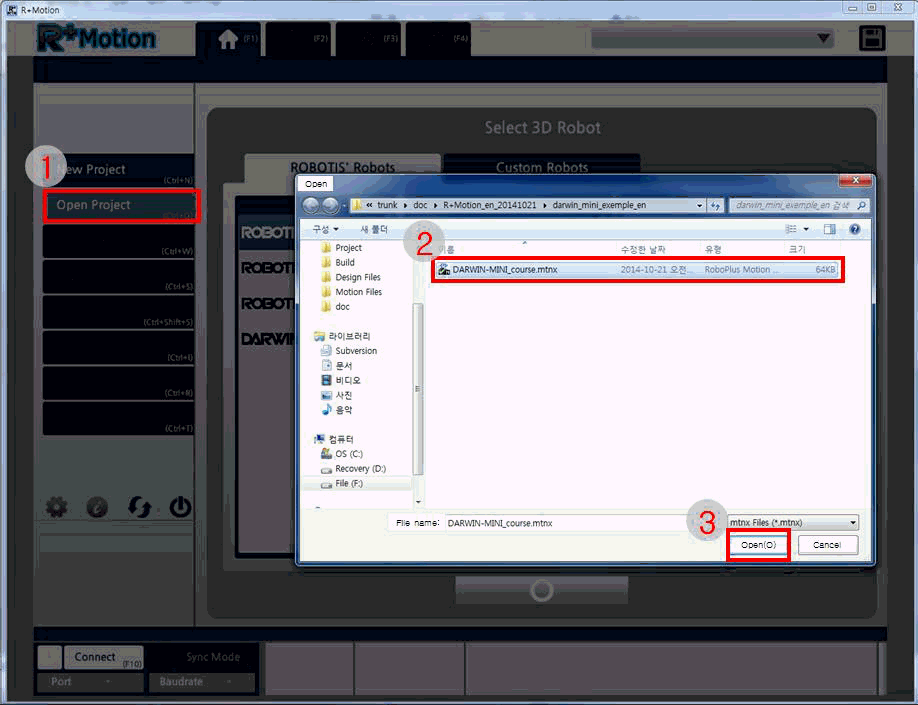 R+Motion
R+Motion
(F1)
(F2)
(F3)
(F4)
Select 3D Robot
ROBOTIS' Robots
Custom Robots
1
New Project
(Ctrl+N)
Open Project
(Ctrl+O)
(Ctrl+W)
(Ctrl+S)
(Ctrl+Shift+S)
(Ctrl+I)
(Ctrl+R)
(Ctrl+T)
ROBOTI
ROBOTI
ROBOTI
DARWIN
Open
« trunk ▸ doc ▸ R+Motion_en_20141021 ▸ darwin_mini_exemple_en
darwin_mini_exemple_en 검색
구성 ▾ 새 폴더
2
이름 수정한 날짜 유형 크기
DARWIN-MINI_course.mtnx 2014-10-21 오전... RoboPlus Motion ... 64KB
Project
Build
Design Files
Motion Files
doc
라이브러리
Subversion
문서
비디오
사진
음악
컴퓨터
OS (C:)
Recovery (D:)
File (F:)
File name: DARWIN-MINI_course.mtnx
3
mtnx Files (*.mtnx)
Open(O) Cancel
Connect (F10) Sync Mode
Port - Baudrate -